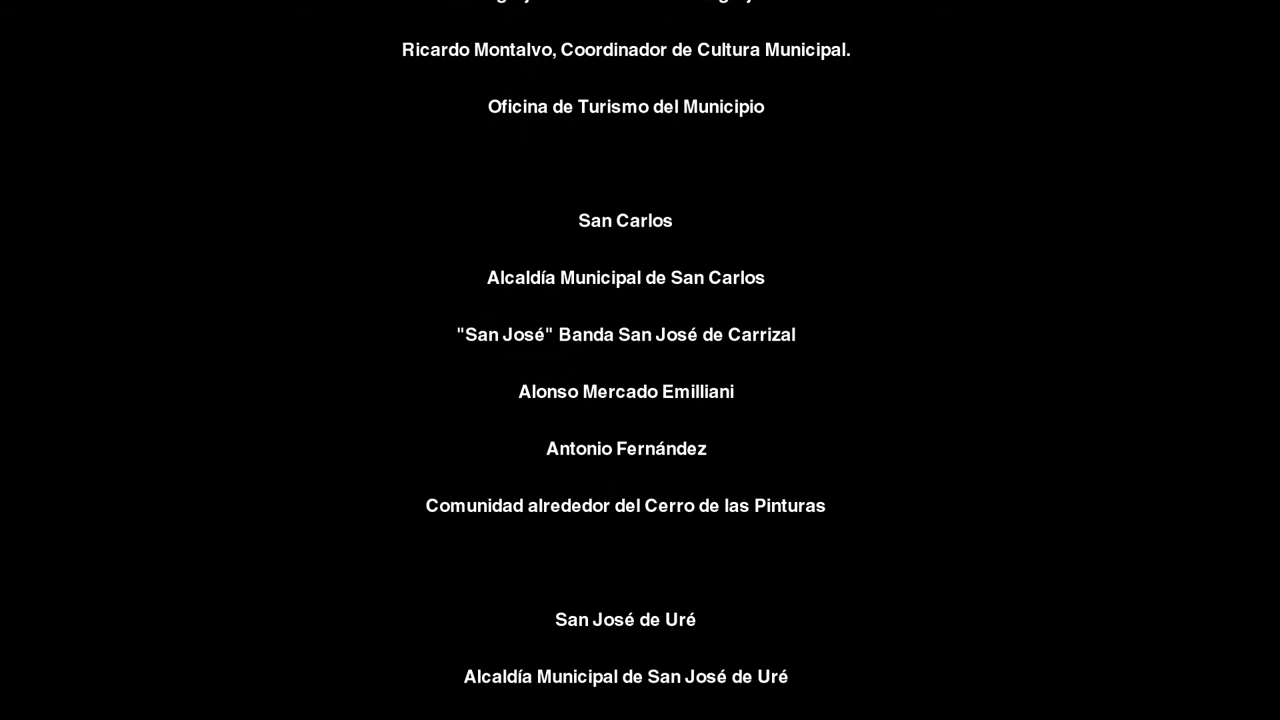 Ricardo Montalvo, Coordinador de Cultura Municipal.
Oficina de Turismo del Municipio
San Carlos
Alcaldía Municipal de San Carlos
"San José" Banda San José de Carrizal
Alonso Mercado Emilliani
Antonio Fernández
Comunidad alrededor del Cerro de las Pinturas
San José de Uré
Alcaldía Municipal de San José de Uré